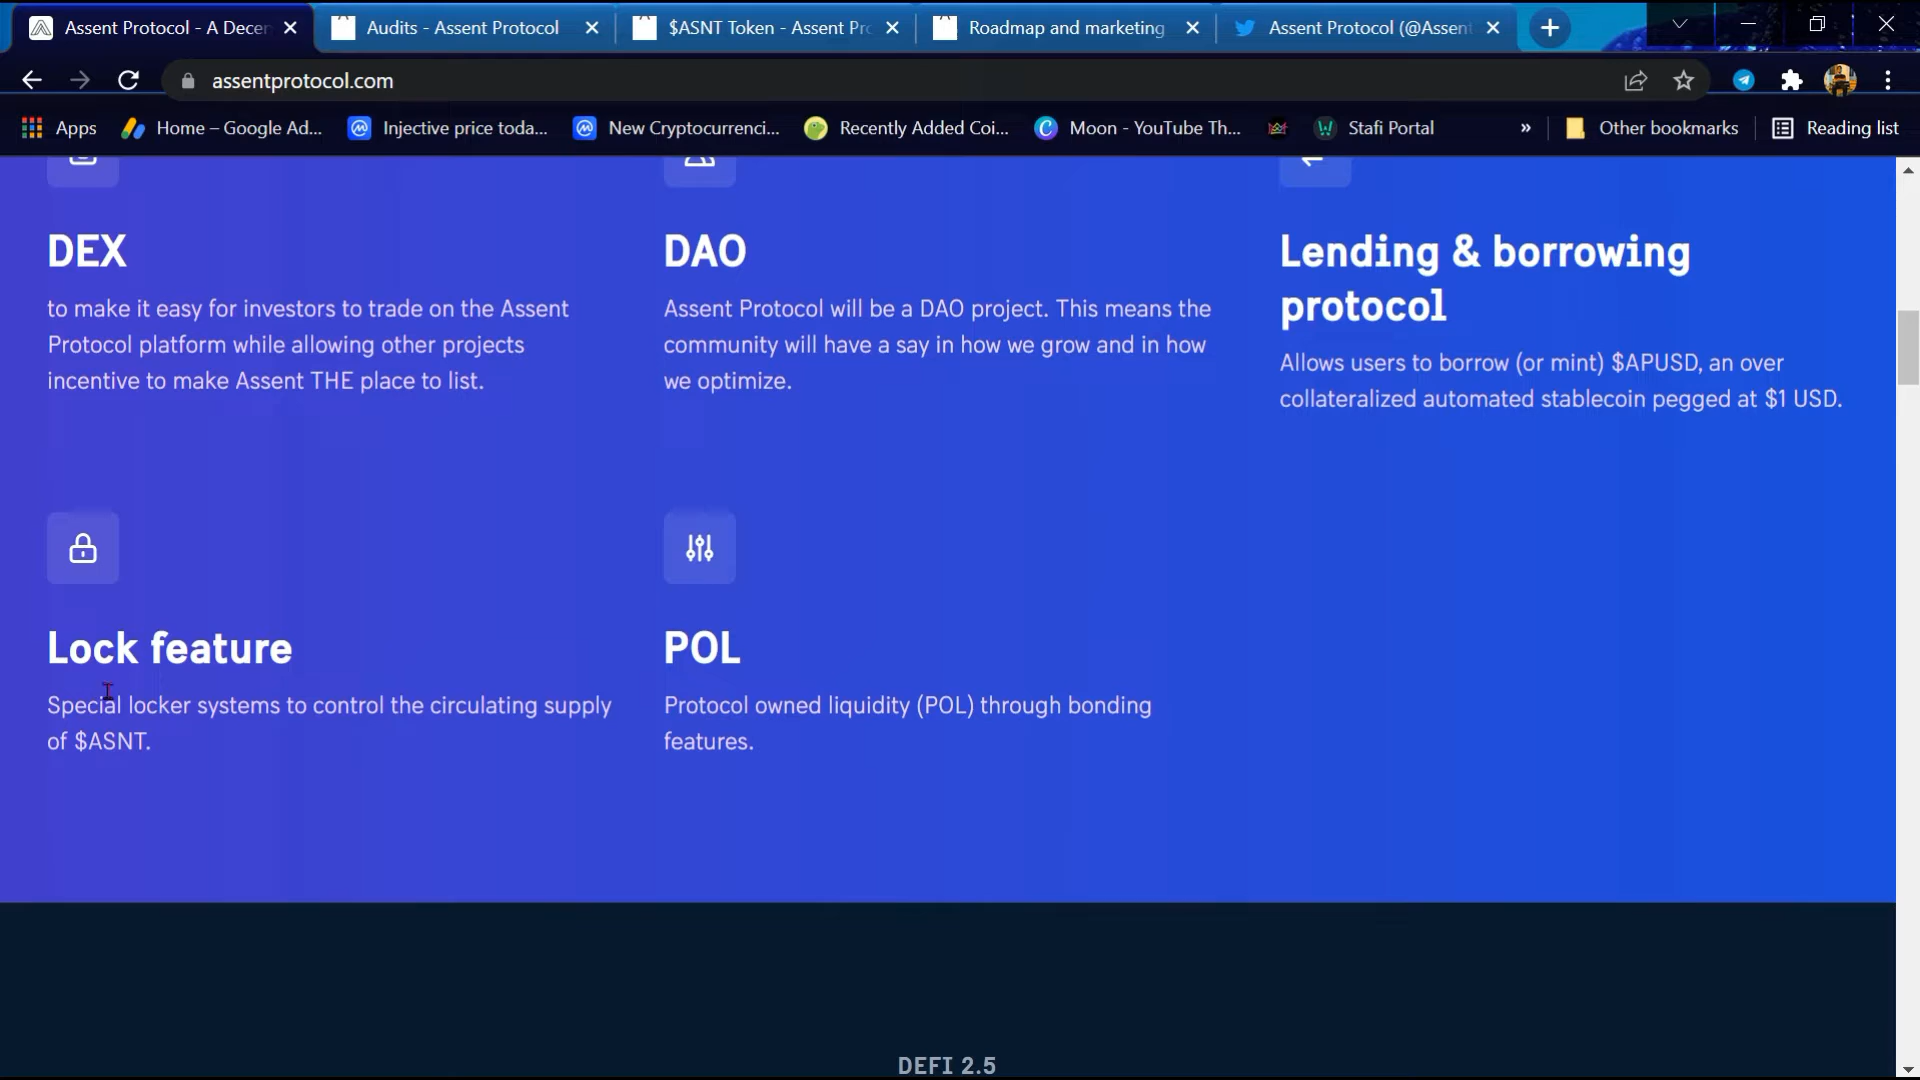 Assent Protocol - A Decen
Audits - Assent Protocol
$ASNT Token - Assent Pro
Roadmap and marketing
Assent Protocol (@Assent
assentprotocol.com
Apps
Home – Google Ad...
Injective price toda...
New Cryptocurrenci...
Recently Added Coi...
Moon - YouTube Th...
Stafi Portal
»
Other bookmarks
Reading list
DEX
to make it easy for investors to trade on the Assent
Protocol platform while allowing other projects
incentive to make Assent THE place to list.
DAO
Assent Protocol will be a DAO project. This means the
community will have a say in how we grow and in how
we optimize.
Lending & borrowing
protocol
Allows users to borrow (or mint) $APUSD, an over
collateralized automated stablecoin pegged at $1 USD.
Lock feature
Special locker systems to control the circulating supply
of $ASNT.
POL
Protocol owned liquidity (POL) through bonding
features.
DEFI 2.5